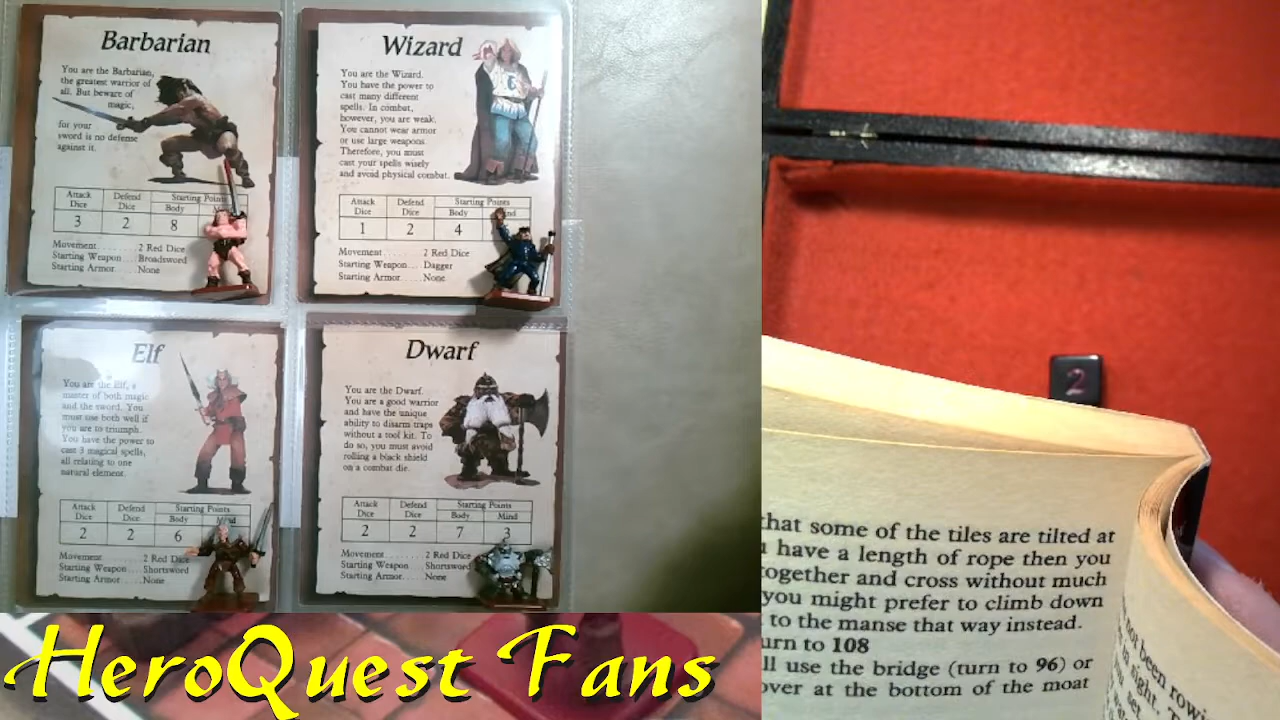 Barbarian
You are the Barbarian,
the greatest warrior of
all. But beware of
magic,
for your
sword is no defense
against it.
Attack Dice
Defend Dice
Starting Points
Body
3 2 8
Movement ........ 2 Red Dice
Starting Weapon ... Broadsword
Starting Armor .... None
Wizard
You are the Wizard.
You have the power to
cast many different
spells. In combat,
however, you are weak.
You cannot wear armor
or use large weapons.
Therefore, you must
cast your spells wisely
and avoid physical combat.
Attack Dice
Defend Dice
Starting Points
Body
1 2 4
Movement ........ 2 Red Dice
Starting Weapon ... Dagger
Starting Armor .... None
Elf
You are the Elf, a
master of both magic
and the sword. You
must use both well if
you are to triumph.
You have the power to
cast 3 magical spells,
all relating to one
natural element.
Attack Dice
Defend Dice
Starting Points
Body Mind
2 2 6
Movement ........ 2 Red Dice
Starting Weapon ... Shortsword
Starting Armor .... None
Dwarf
You are the Dwarf.
You are a good warrior
and have the unique
ability to disarm traps
without a tool kit. To
do so, you must avoid
rolling a black shield
on a combat die.
Attack Dice
Defend Dice
Starting Points
Body Mind
2 2 7 3
Movement ........ 2 Red Dice
Starting Weapon ... Shortsword
Starting Armor .... None
HeroQuest Fans
2
that some of the tiles are tilted at
have a length of rope then you
together and cross without much
you might prefer to climb down
to the manse that way instead.
turn to 108
use the bridge (turn to 96) or
over at the bottom of the moat